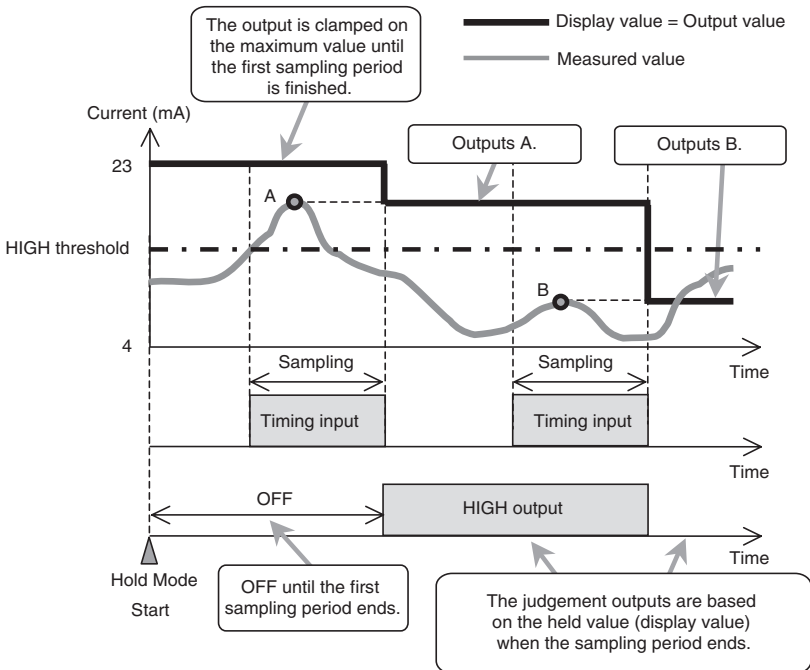 The output is clamped on
the maximum value until
the first sampling period
is finished.
Display value = Output value
Measured value
Current (mA)
Outputs A.
Outputs B.
23
A
HIGH threshold
B
4
Sampling
Sampling
Time
Timing input
Timing input
Time
OFF
HIGH output
Time
Hold Mode
Start
OFF until the first
sampling period ends.
The judgement outputs are based
on the held value (display value)
when the sampling period ends.